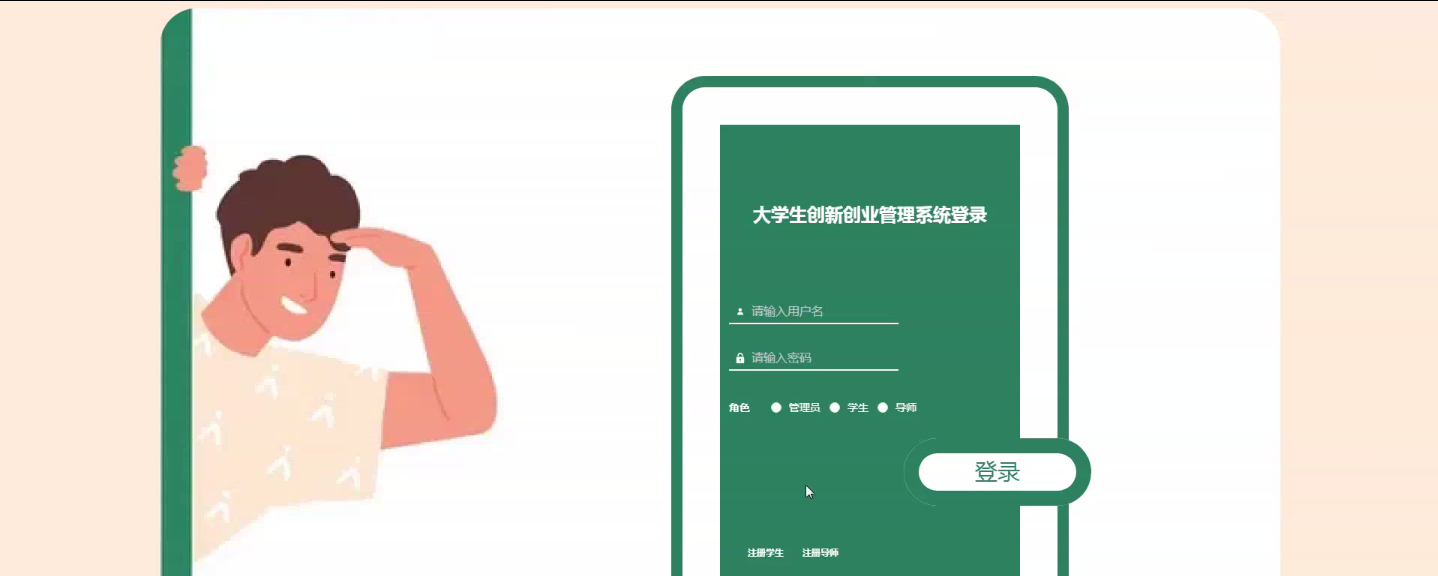 大学生创新创业管理系统登录
请输入用户名
请输入密码
角色 管理员 学生 导师
登录
注册学生 注册导师